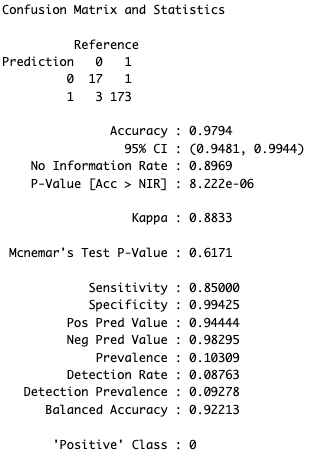 Confusion Matrix and Statistics
Reference
Prediction 0 1
0 17 1
1 3 173
Accuracy : 0.9794
95% CI : (0.9481, 0.9944)
No Information Rate : 0.8969
P-Value [Acc > NIR] : 8.222e-06
Kappa : 0.8833
Mcnemar's Test P-Value : 0.6171
Sensitivity : 0.85000
Specificity : 0.99425
Pos Pred Value : 0.94444
Neg Pred Value : 0.98295
Prevalence : 0.10309
Detection Rate : 0.08763
Detection Prevalence : 0.09278
Balanced Accuracy : 0.92213
'Positive' Class : 0